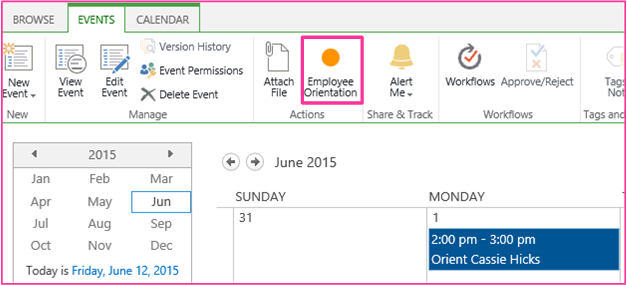 BROWSE EVENTS CALENDAR
New Event
View Event
Edit Event
Version History
Event Permissions
Delete Event
Attach File
Employee Orientation
Alert Me
Workflows
Approve/Reject
Tags
Not
New
Manage
Actions
Share & Track
Workflows
Tags and
2015
Jan Feb Mar
Apr May Jun
Jul Aug Sep
Oct Nov Dec
Today is Friday, June 12, 2015
June 2015
SUNDAY MONDAY
31 1
2:00 pm - 3:00 pm
Orient Cassie Hicks